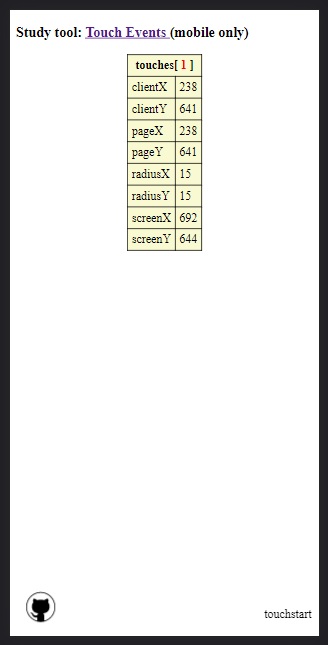 Study tool: Touch Events (mobile only)
touches[ 1 ]
clientX 238
clientY 641
pageX 238
pageY 641
radiusX 15
radiusY 15
screenX 692
screenY 644
touchstart